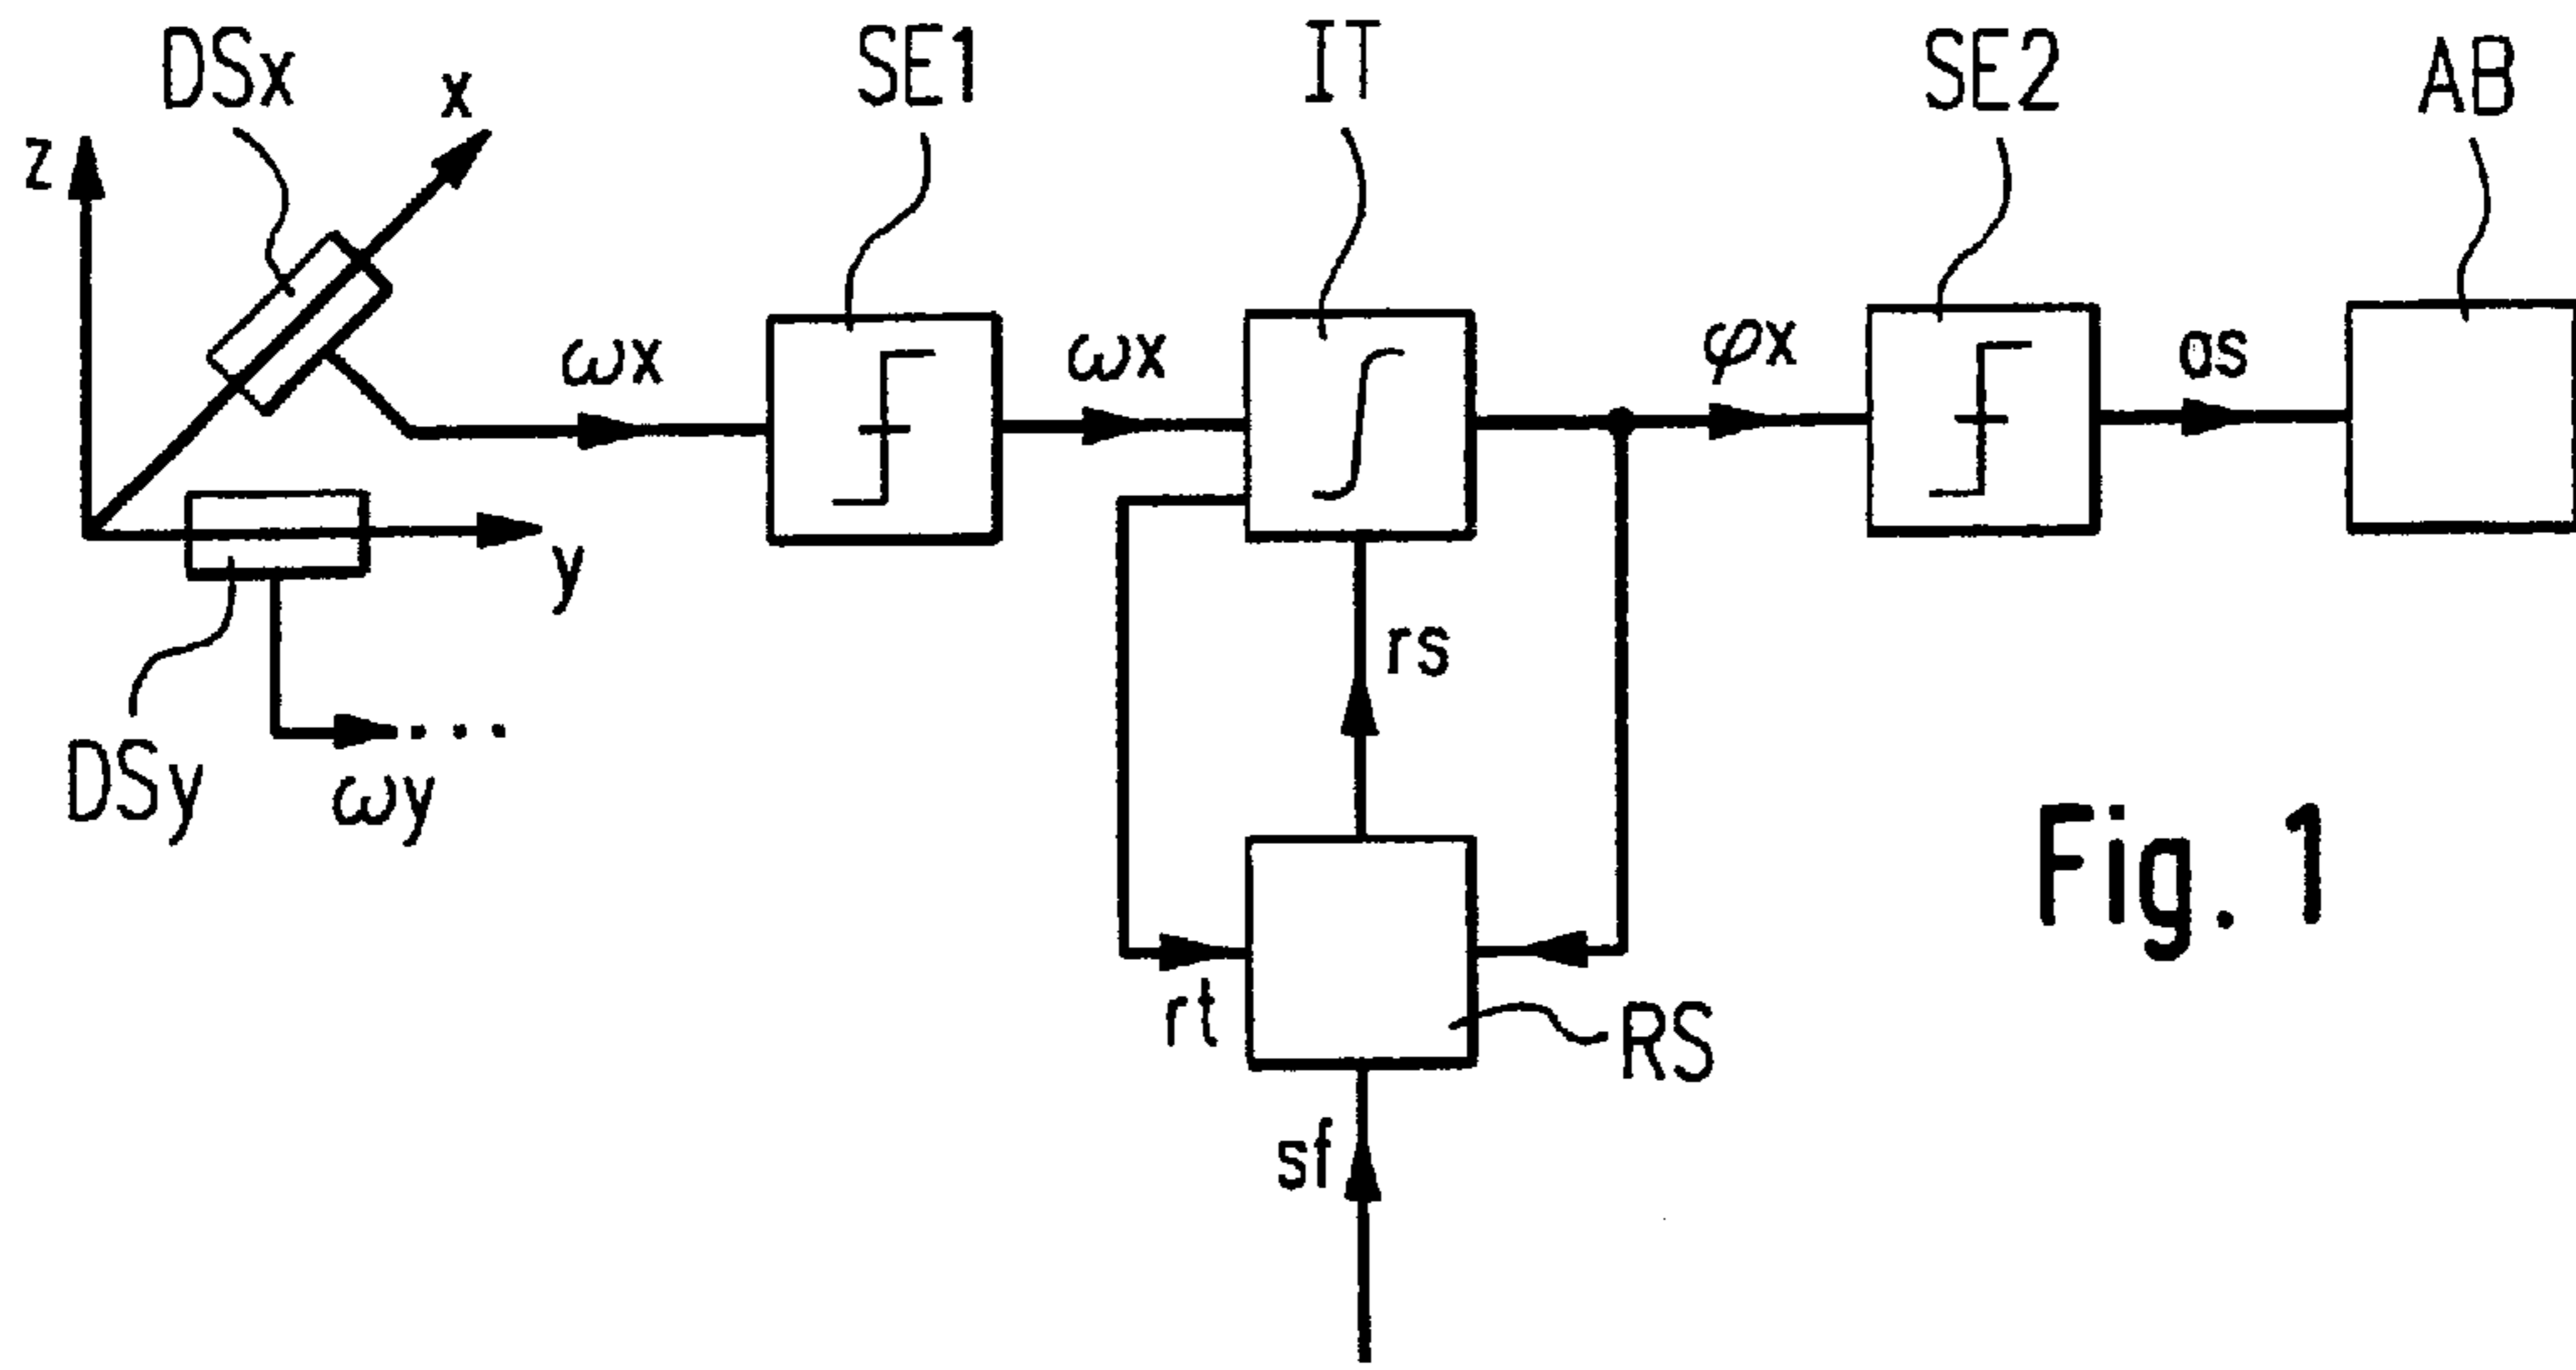 DSx
SE1
IT
SE2
AB
z
x
ωx
ωx
φx
as
y
rs
DSy
ωy
rt
RS
sf
Fig. 1